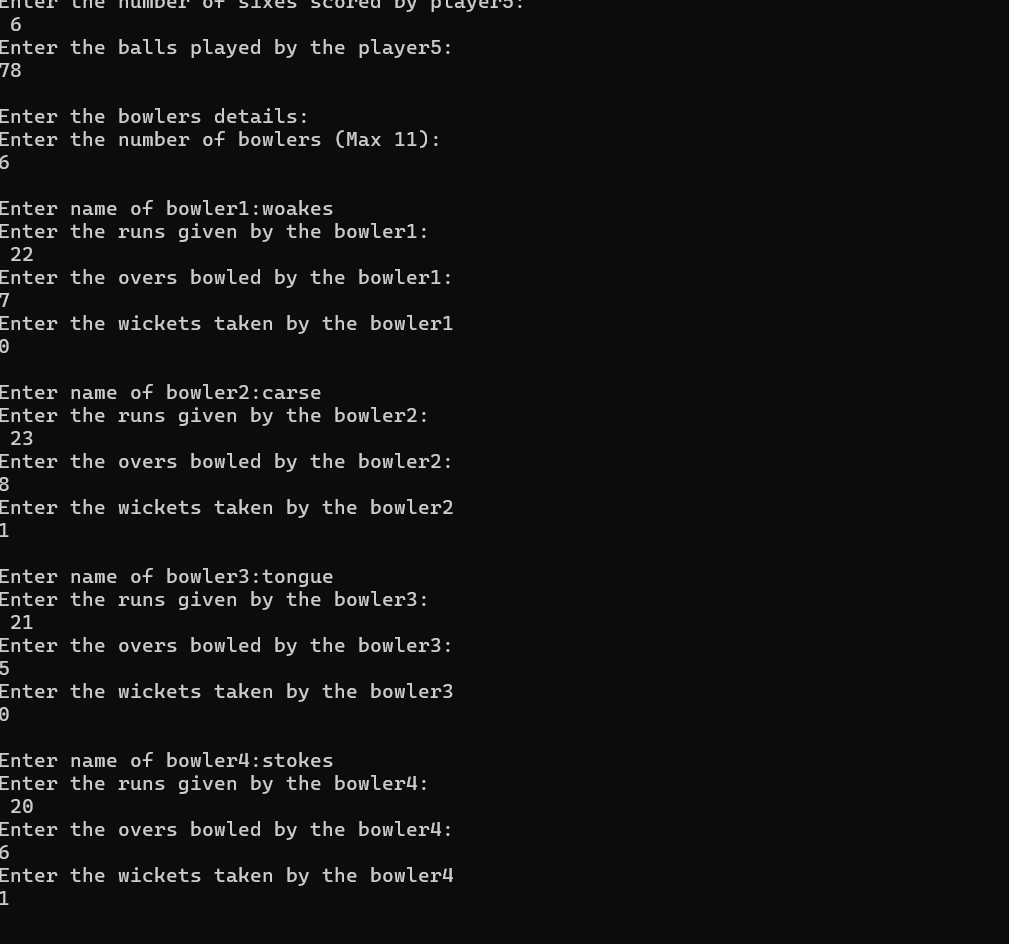 Enter the number of sixes scored by player5:
 6
Enter the balls played by the player5:
78

Enter the bowlers details:
Enter the number of bowlers (Max 11):
6

Enter name of bowler1:woakes
Enter the runs given by the bowler1:
 22
Enter the overs bowled by the bowler1:
7
Enter the wickets taken by the bowler1
0

Enter name of bowler2:carse
Enter the runs given by the bowler2:
 23
Enter the overs bowled by the bowler2:
8
Enter the wickets taken by the bowler2
1

Enter name of bowler3:tongue
Enter the runs given by the bowler3:
 21
Enter the overs bowled by the bowler3:
5
Enter the wickets taken by the bowler3
0

Enter name of bowler4:stokes
Enter the runs given by the bowler4:
 20
Enter the overs bowled by the bowler4:
6
Enter the wickets taken by the bowler4
1